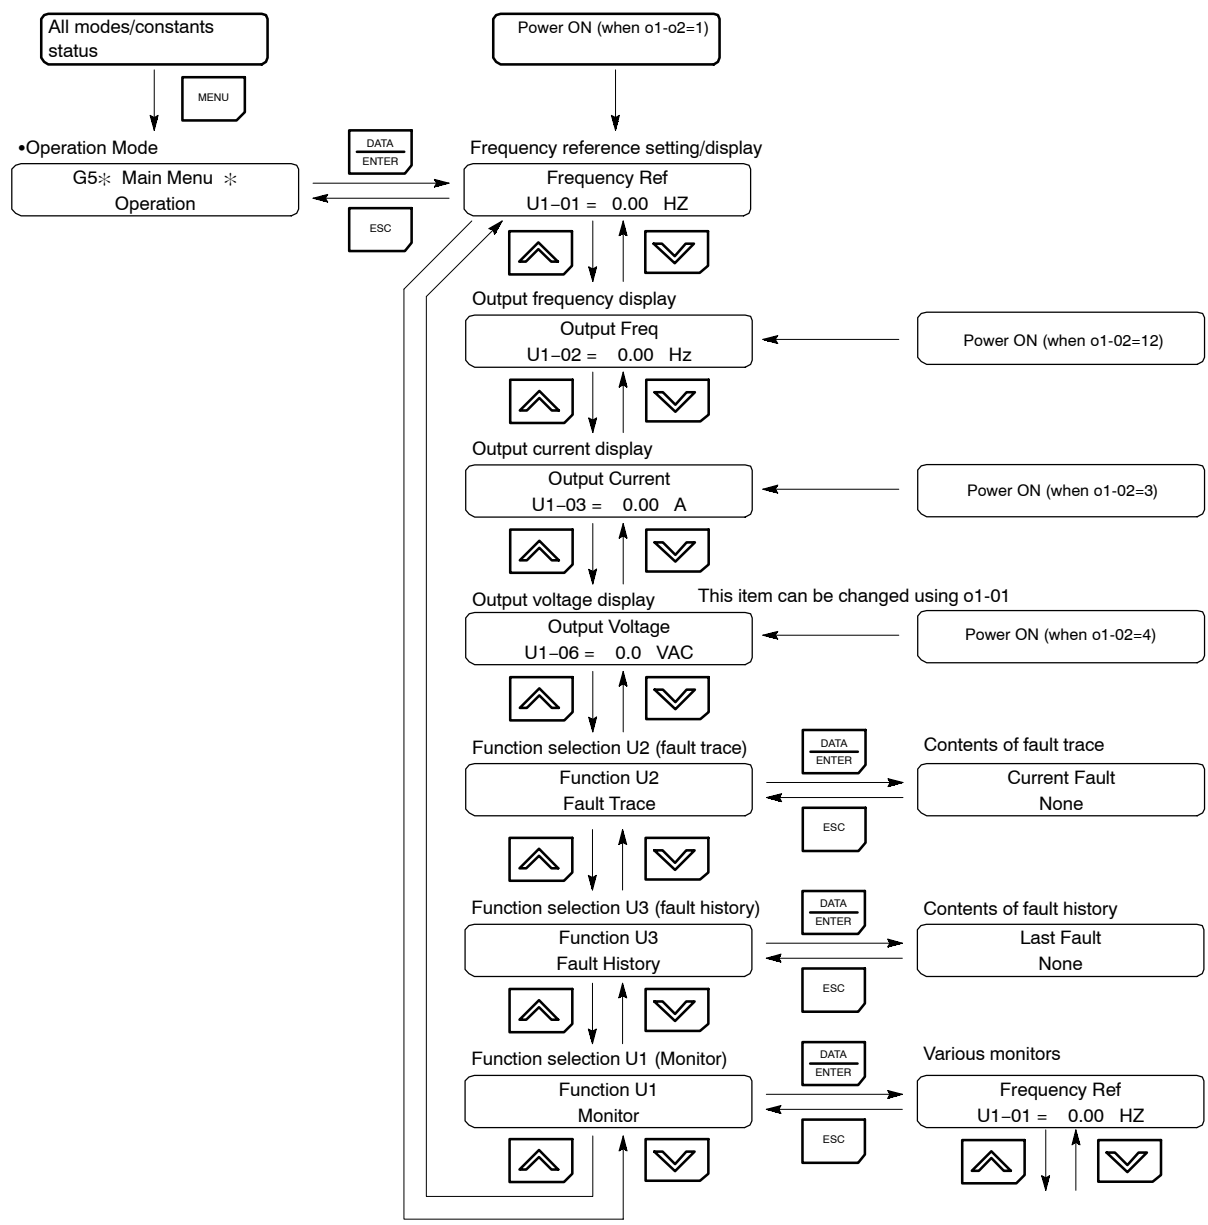 All modes/constants
status
Power ON (when o1-o2=1)
MENU
•Operation Mode
DATA
ENTER
Frequency reference setting/display
G5✳ Main Menu ✳
Operation
Frequency Ref
U1−01 = 0.00 HZ
ESC
Output frequency display
Output Freq
U1−02 = 0.00 Hz
Power ON (when o1-02=12)
Output current display
Output Current
U1−03 = 0.00 A
Power ON (when o1-02=3)
Output voltage display
This item can be changed using o1-01
Output Voltage
U1−06 = 0.0 VAC
Power ON (when o1-02=4)
Function selection U2 (fault trace)
DATA
ENTER
Contents of fault trace
Function U2
Fault Trace
Current Fault
None
ESC
Function selection U3 (fault history)
DATA
ENTER
Contents of fault history
Function U3
Fault History
Last Fault
None
ESC
Function selection U1 (Monitor)
DATA
ENTER
Various monitors
Function U1
Monitor
Frequency Ref
U1−01 = 0.00 HZ
ESC